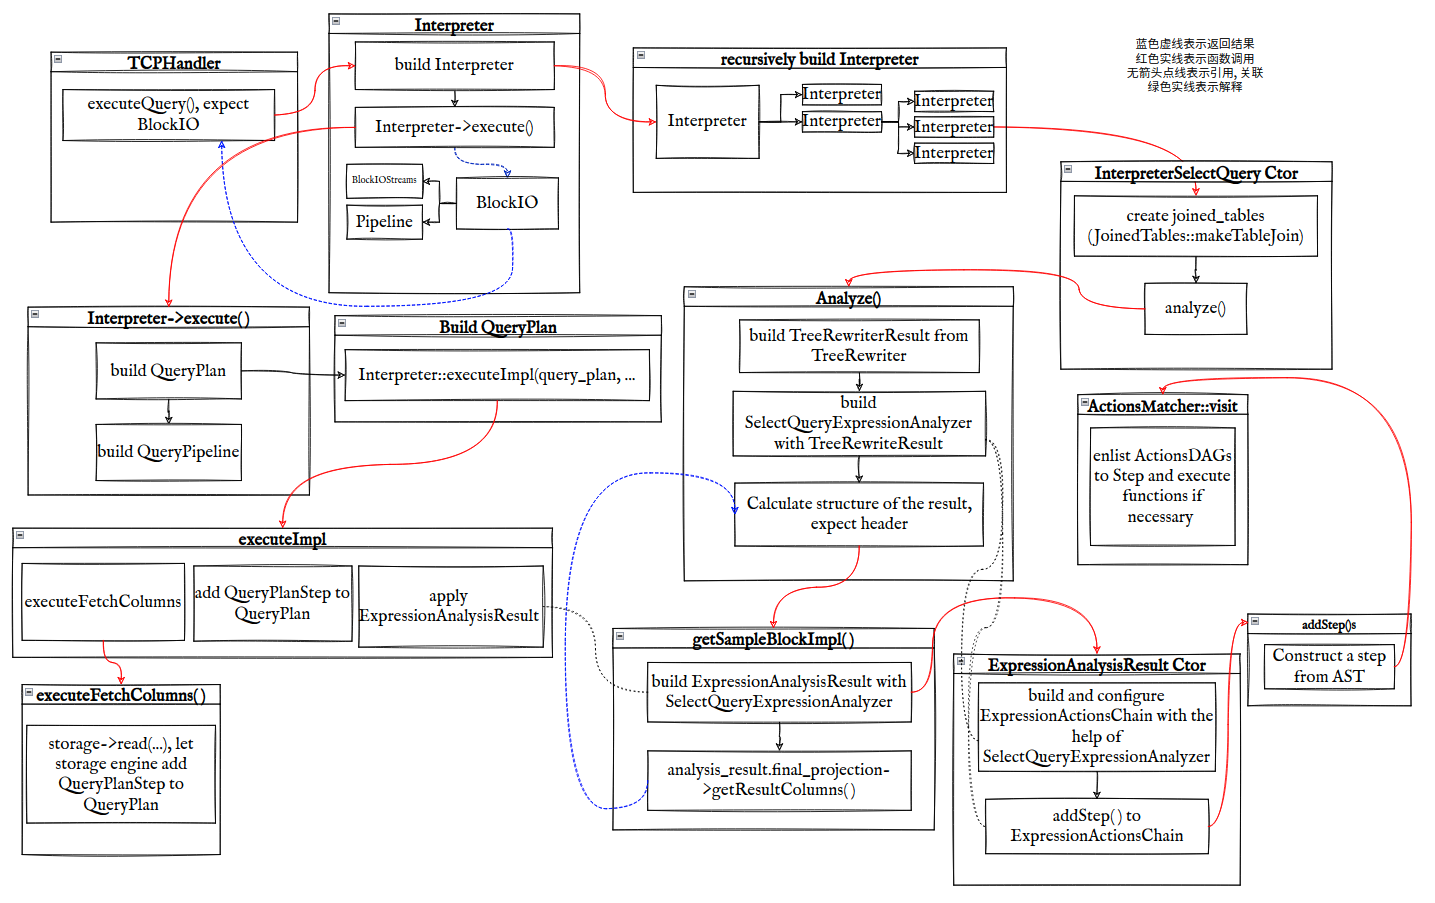 TCPHandler
executeQuery(), expect
BlockIO
Interpreter
build Interpreter
Interpreter->execute()
BlockIOStreams
Pipeline
BlockIO
recursively build Interpreter
Interpreter
Interpreter
Interpreter
Interpreter
Interpreter
Interpreter
蓝色虚线表示返回结果
红色实线表示函数调用
无箭头点线表示引用, 关联
绿色实线表示解释
InterpreterSelectQuery Ctor
create joined_tables
(JoinedTables::makeTableJoin)
analyze()
Interpreter->execute()
build QueryPlan
build QueryPipeline
Build QueryPlan
Interpreter::executeImpl(query_plan, ...
Analyze()
build TreeRewriterResult from
TreeRewriter
build
SelectQueryExpressionAnalyzer
with TreeRewriteResult
Calculate structure of the result,
expect header
ActionsMatcher::visit
enlist ActionsDAGs
to Step and execute
functions if
necessary
executeImpl
executeFetchColumns
add QueryPlanStep to
QueryPlan
apply
ExpressionAnalysisResult
executeFetchColumns()
storage->read(...), let
storage engine add
QueryPlanStep to
QueryPlan
getSampleBlockImpl()
build ExpressionAnalysisResult with
SelectQueryExpressionAnalyzer
analysis_result.final_projection-
>getResultColumns()
ExpressionAnalysisResult Ctor
build and configure
ExpressionActionsChain with the
help of
SelectQueryExpressionAnalyzer
addStep() to
ExpressionActionsChain
addStep()s
Construct a step
from AST